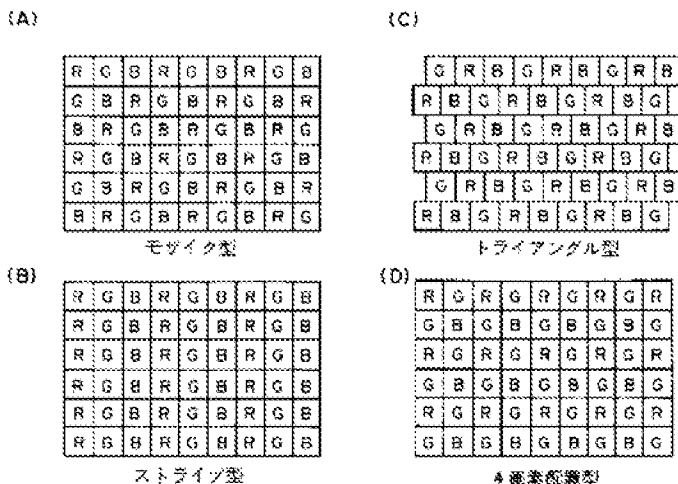 (A)
R G B R G B R G B
G B R G B R G B R
B R G B R G B R G
R G B R G B R G B
G B R G B R G B R
B R G B R G B R G
モザイク型
(B)
R G B R G B R G B
R G B R G B R G B
R G B R G B R G B
R G B R G B R G B
R G B R G B R G B
R G B R G B R G B
ストライプ型
(C)
G R B G R B G R B
R B G R B G R B G
G R B G R B G R B
R B G R B G R B G
G R B G R B G R B
R B G R B G R B G
トライアングル型
(D)
R G R G R G R G R
G B G B G B G B G
R G R G R G R G R
G B G B G B G B G
R G R G R G R G R
G B G B G B G B G
4画素配置型